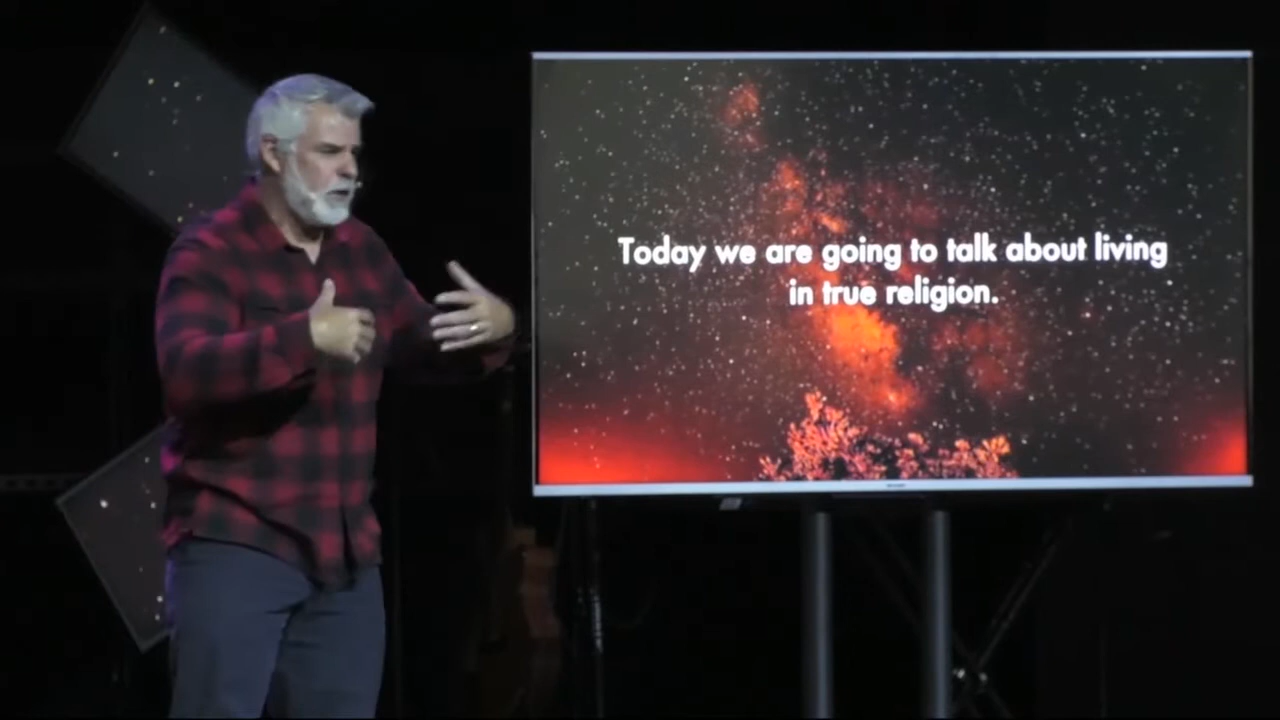 Today we are going to talk about living
in true religion.